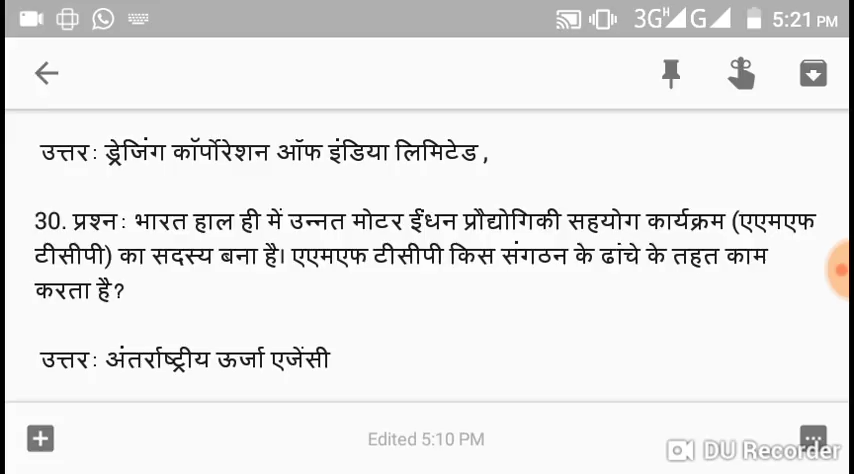 3G H G 5:21 PM
उत्तरः ड्रेजिंग कॉर्पोरेशन ऑफ इंडिया लिमिटेड ,
30. प्रश्नः भारत हाल ही में उन्नत मोटर ईंधन प्रौद्योगिकी सहयोग कार्यक्रम (एएमएफ
टीसीपी) का सदस्य बना है। एएमएफ टीसीपी किस संगठन के ढांचे के तहत काम
करता है?
उत्तरः अंतर्राष्ट्रीय ऊर्जा एजेंसी
Edited 5:10 PM
DU Recorder